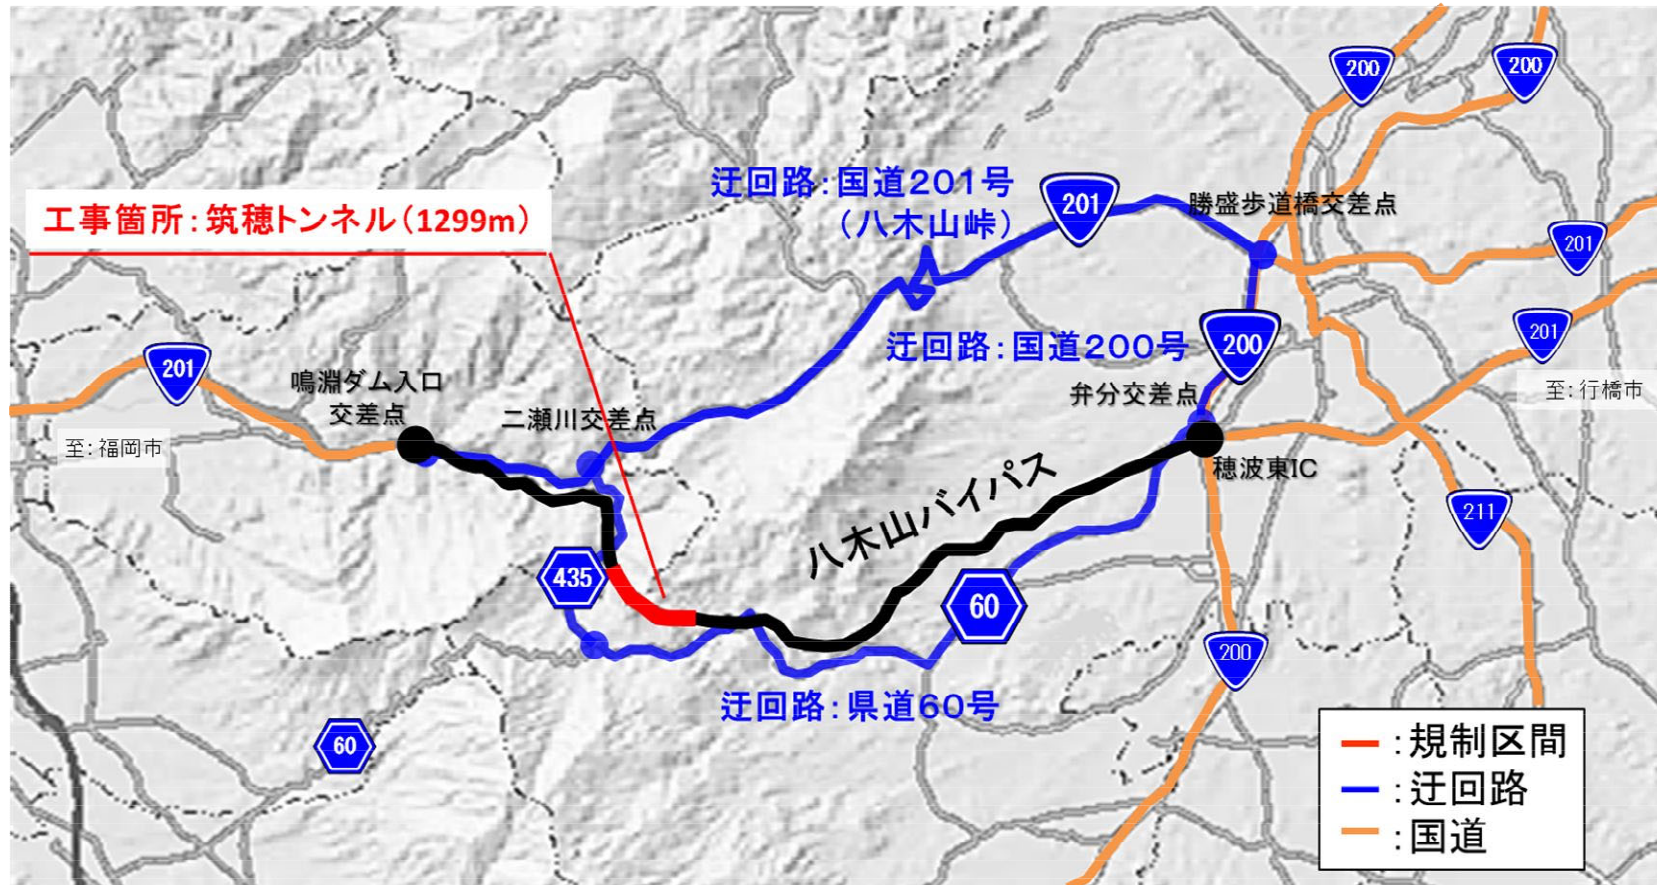 200
200
迂回路:国道201号
(八木山峠)
201
勝盛歩道橋交差点
工事箇所:筑穂トンネル(1299m)
201
迂回路:国道200号
200
201
201
鳴淵ダム入口
交差点
二瀬川交差点
弁分交差点
至:行橋市
至:福岡市
穂波東IC
八木山バイパス
211
435
60
200
迂回路:県道60号
60
:規制区間
:迂回路
:国道